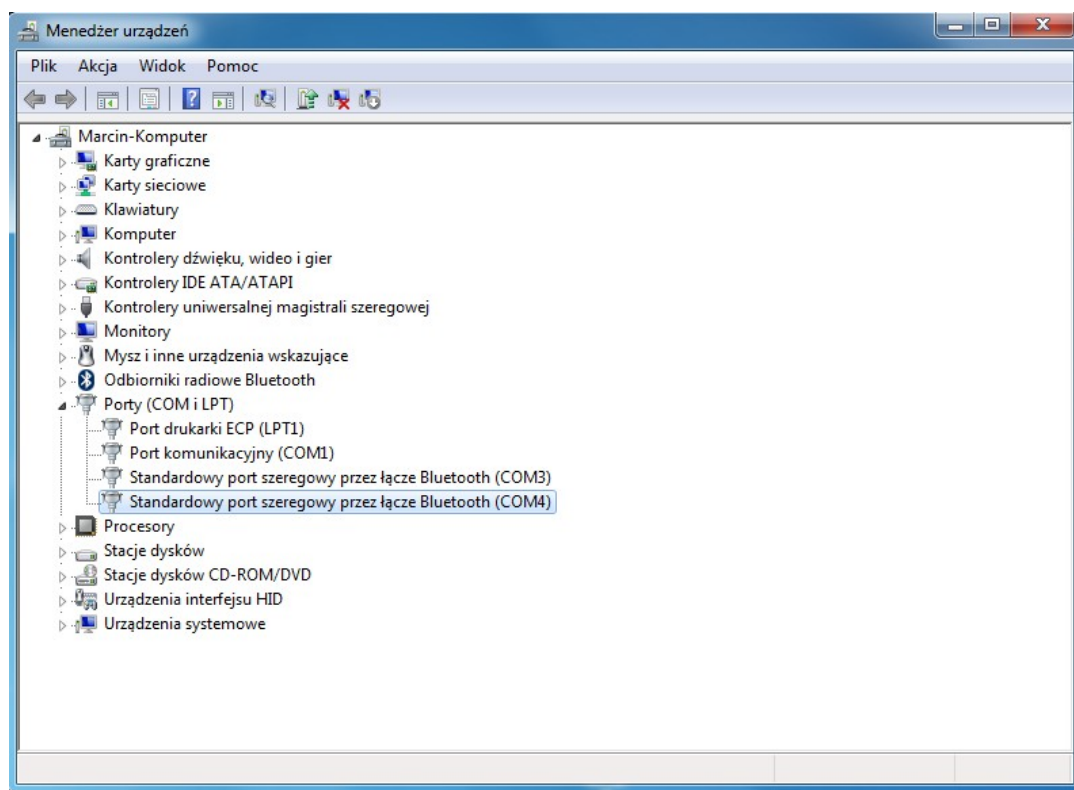 Menedżer urządzeń
Plik Akcja Widok Pomoc
Marcin-Komputer
Karty graficzne
Karty sieciowe
Klawiatury
Komputer
Kontrolery dźwięku, wideo i gier
Kontrolery IDE ATA/ATAPI
Kontrolery uniwersalnej magistrali szeregowej
Monitory
Mysz i inne urządzenia wskazujące
Odbiorniki radiowe Bluetooth
Porty (COM i LPT)
Port drukarki ECP (LPT1)
Port komunikacyjny (COM1)
Standardowy port szeregowy przez łącze Bluetooth (COM3)
Standardowy port szeregowy przez łącze Bluetooth (COM4)
Procesory
Stacje dysków
Stacje dysków CD-ROM/DVD
Urządzenia interfejsu HID
Urządzenia systemowe